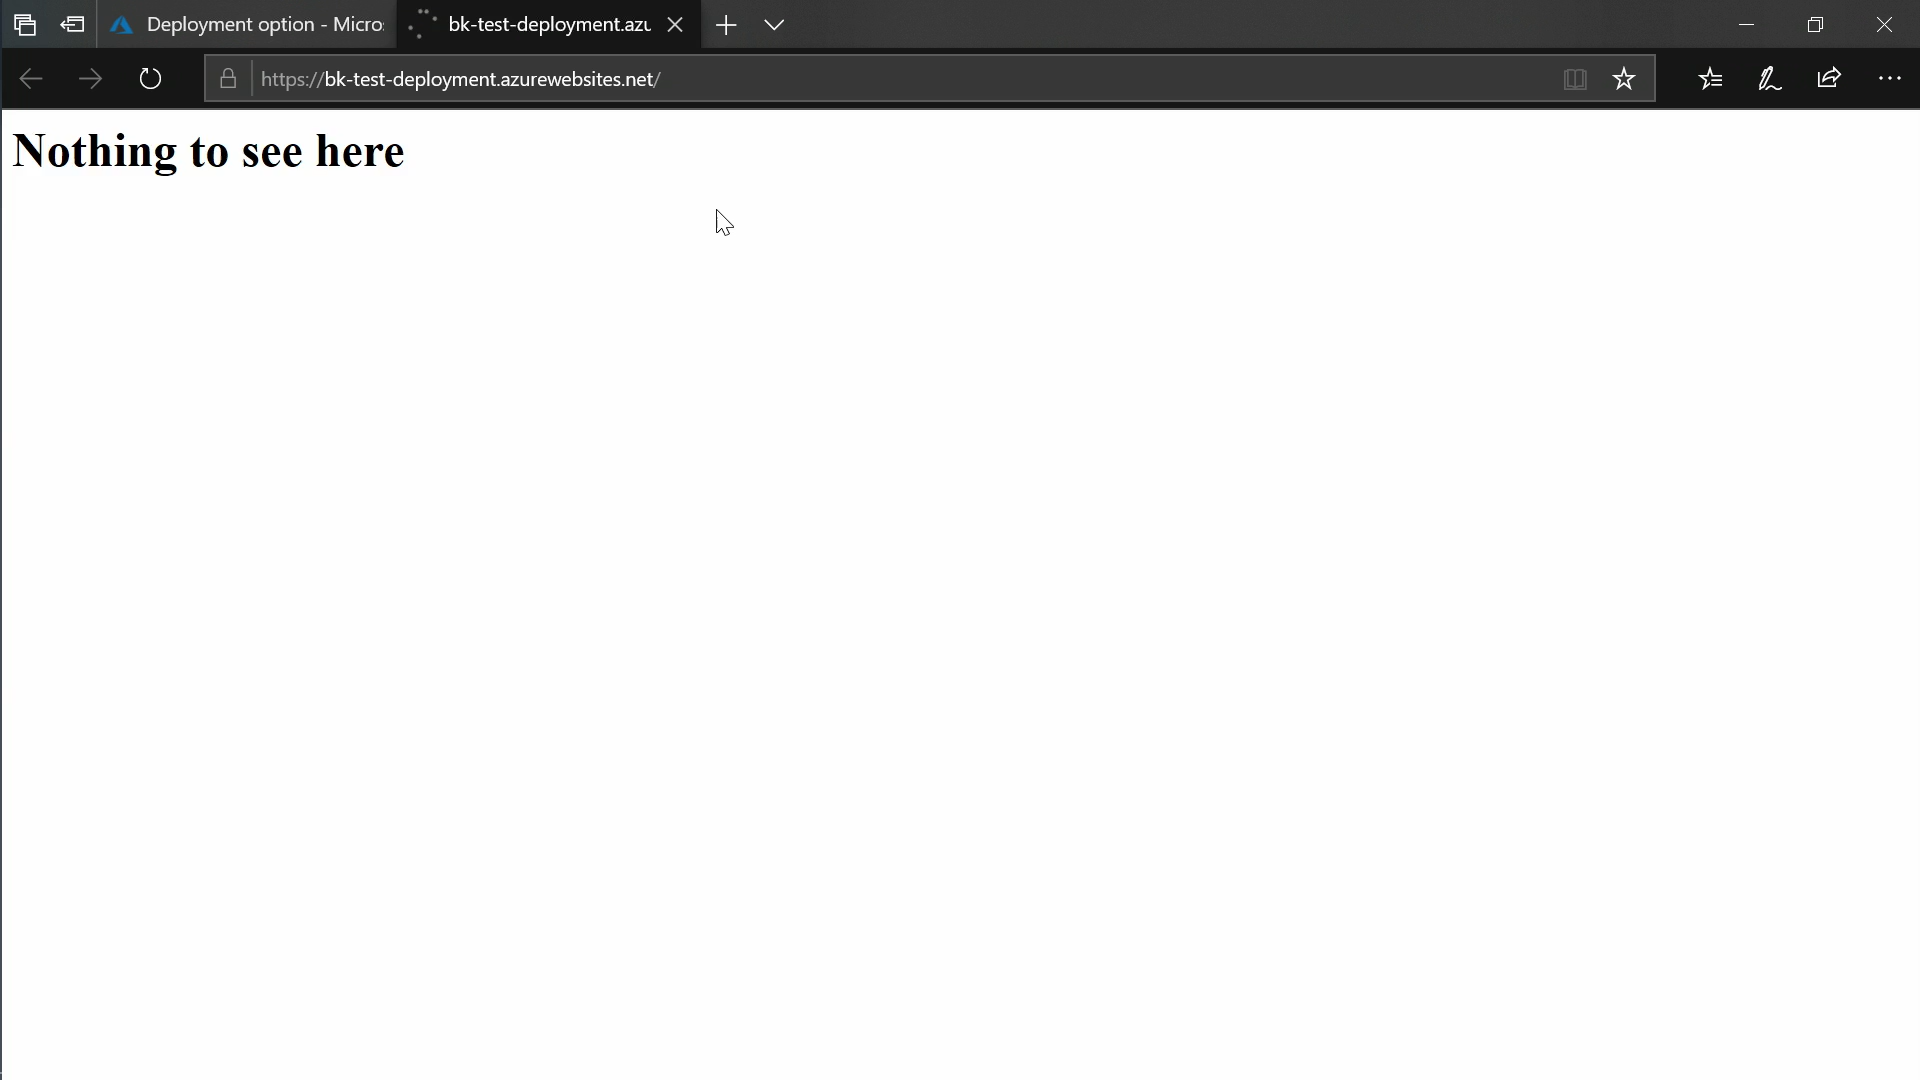 Deployment option - Micro
bk-test-deployment.azu
https://bk-test-deployment.azurewebsites.net/
Nothing to see here